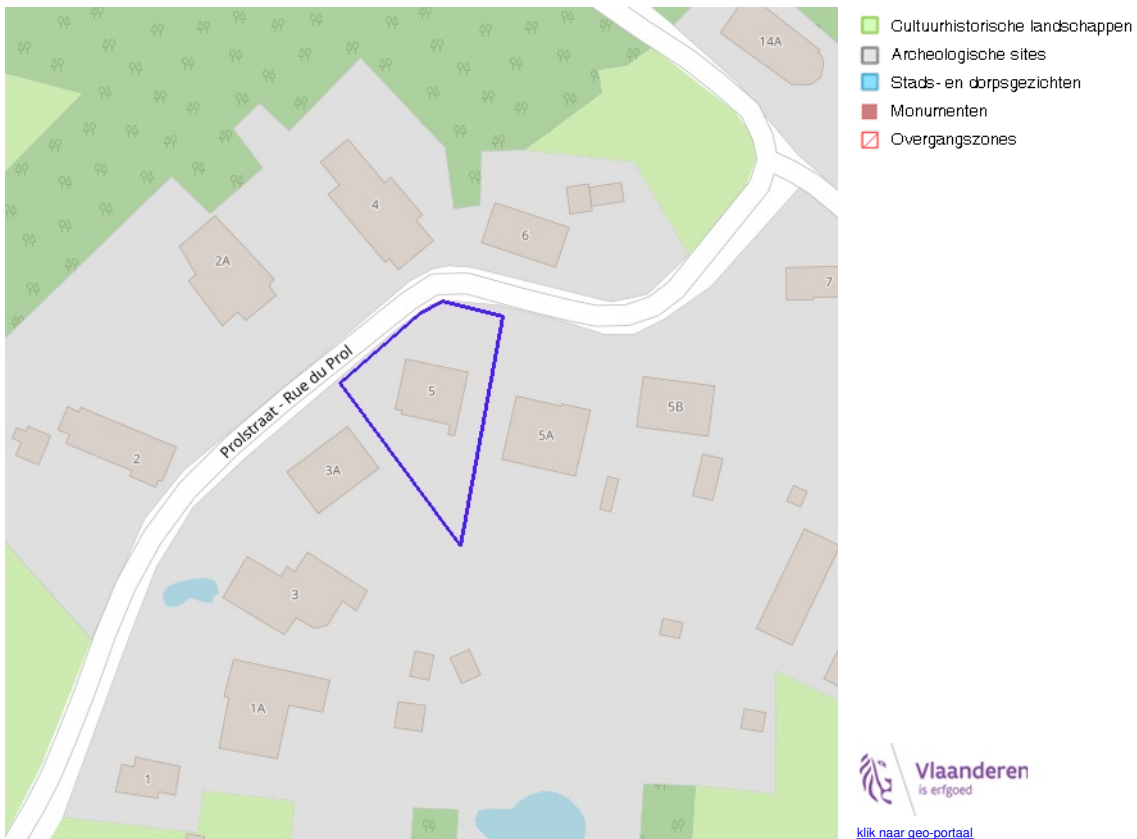 14A
4
6
2A
7
Prolstraat - Rue du Prol
5
5B
5A
2
3A
3
1A
1
Cultuurhistorische landschappen
Archeologische sites
Stads- en dorpsgezichten
Monumenten
Overgangszones
Vlaanderen
is erfgoed
klik naar geo-portaal